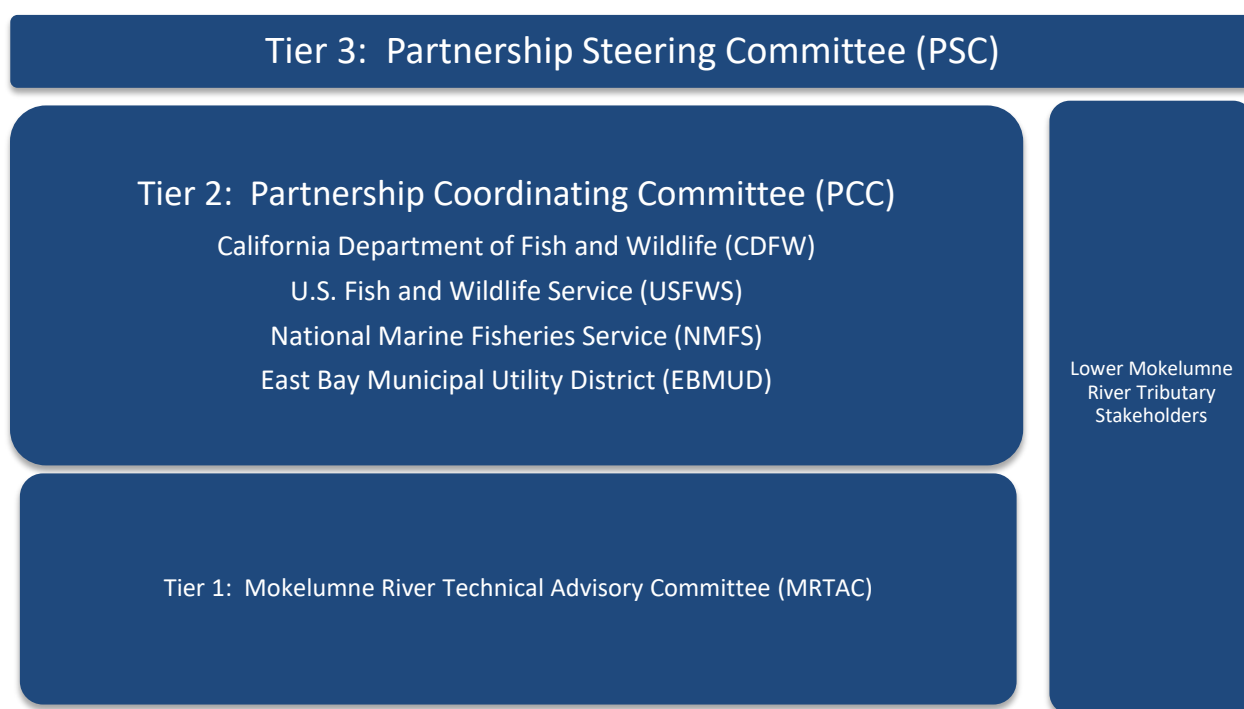 Tier 3:  Partnership Steering Committee (PSC)
Tier 2:  Partnership Coordinating Committee (PCC)
California Department of Fish and Wildlife (CDFW)
U.S. Fish and Wildlife Service (USFWS)
National Marine Fisheries Service (NMFS)
East Bay Municipal Utility District (EBMUD)
Lower Mokelumne
River Tributary
Stakeholders
Tier 1:  Mokelumne River Technical Advisory Committee (MRTAC)